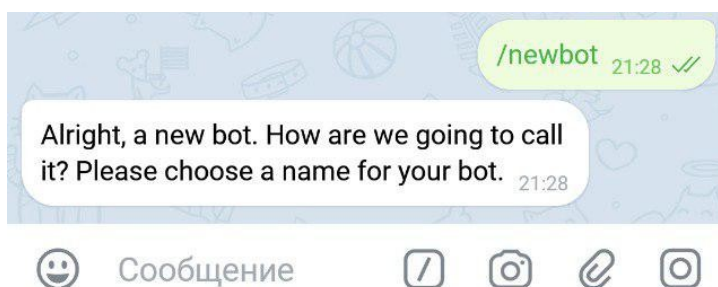 /newbot 21:28
Alright, a new bot. How are we going to call
it? Please choose a name for your bot. 21:28
Сообщение